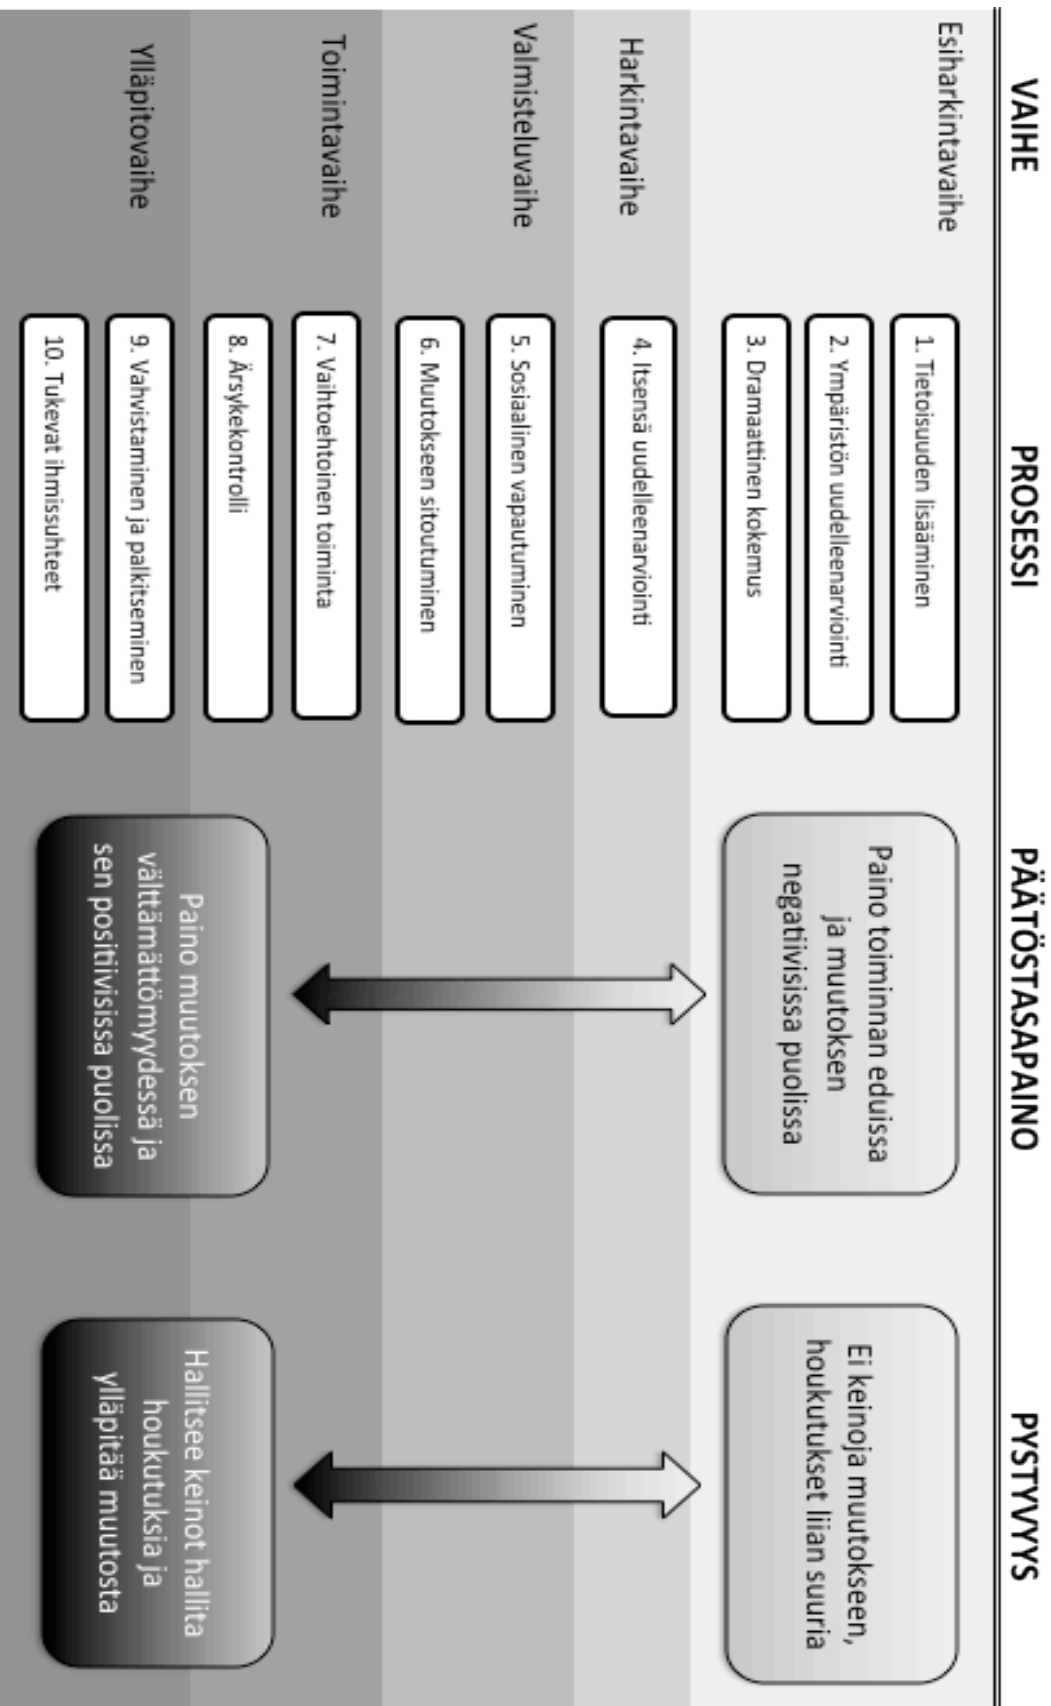 VAIHE PROSESSI PÄÄTÖSTASAPAINO PYSTYVYYS
Esiharkintavaihe
1. Tietoisuuden lisääminen
2. Ympäristön uudelleenarviointi
3. Dramaattinen kokemus
Paino toiminnan eduissa
ja muutoksen
negatiivisissa puolissa
Ei keinoja muutokseen,
houkutukset liian suuria
Harkintavaihe
4. Itsensä uudelleenarviointi
Valmisteluvaihe
5. Sosiaalinen vapautuminen
6. Muutokseen sitoutuminen
Toimintavaihe
7. Vaihtoehtoinen toiminta
8. Ärsykekontrolli
Ylläpitovaihe
9. Vahvistaminen ja palkitseminen
10. Tukevat ihmissuhteet
Paino muutoksen
välttämättömyydessä ja
sen positiivisissa puolissa
Hallitsee keinot hallita
houkutuksia ja
ylläpitää muutosta